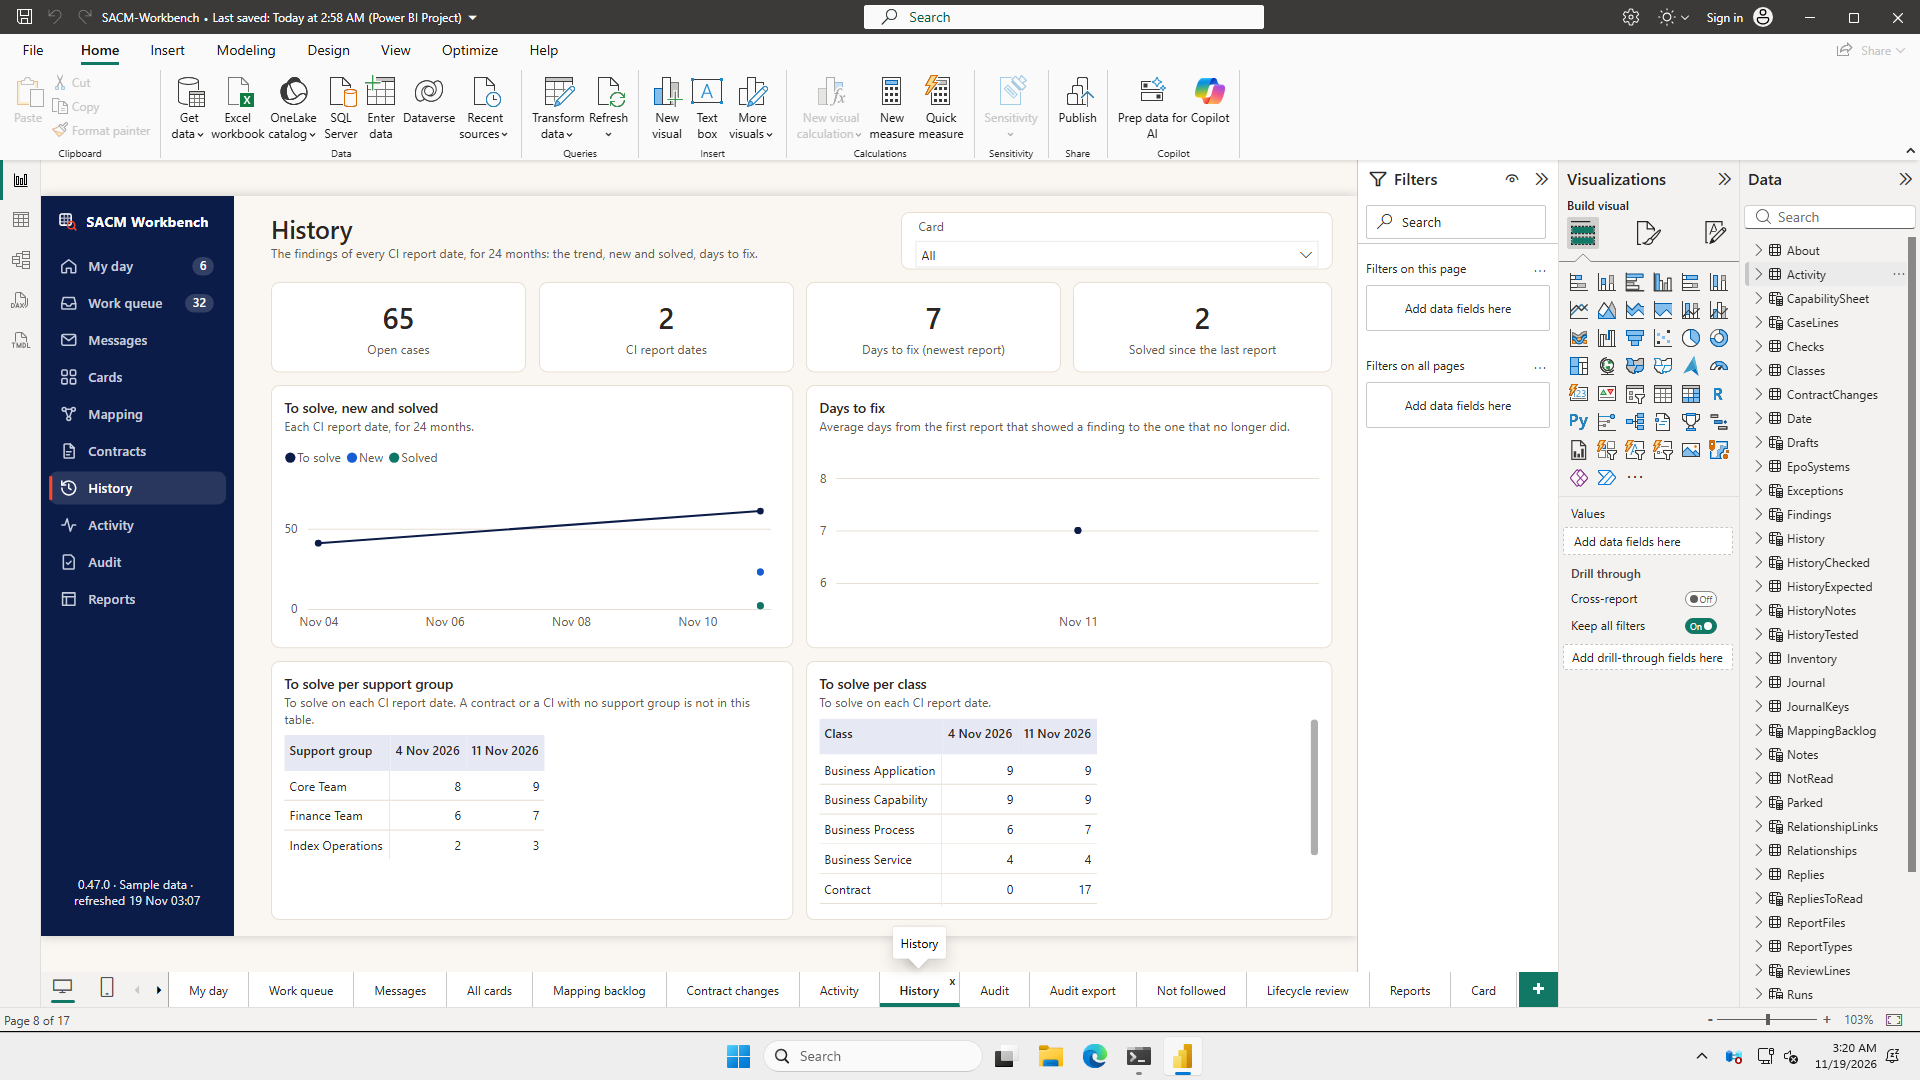 SACM-Workbench • Last saved: Today at 2:58 AM (Power BI Project)
Search
Sign in
File
Home
Insert
Modeling
Design
View
Optimize
Help
Share
Paste
Cut
Copy
Format painter
Clipboard
Get data
Excel workbook
OneLake catalog
SQL Server
Enter data
Dataverse
Recent sources
Data
Transform data
Refresh
Queries
New visual
Text box
More visuals
Insert
New visual calculation
New measure
Quick measure
Calculations
Sensitivity
Sensitivity
Publish
Share
Prep data for AI
Copilot
Copilot
DAX
TMDL
SACM Workbench
My day 6
Work queue 32
Messages
Cards
Mapping
Contracts
History
Activity
Audit
Reports
0.47.0 · Sample data ·
refreshed 19 Nov 03:07
History
The findings of every CI report date, for 24 months: the trend, new and solved, days to fix.
Card
All
65
Open cases
2
CI report dates
7
Days to fix (newest report)
2
Solved since the last report
To solve, new and solved
Each CI report date, for 24 months.
To solve New Solved
50
0
Nov 04 Nov 06 Nov 08 Nov 10
Days to fix
Average days from the first report that showed a finding to the one that no longer did.
8
7
6
Nov 11
To solve per support group
To solve on each CI report date. A contract or a CI with no support group is not in this
table.
Support group 4 Nov 2026 11 Nov 2026
Core Team 8 9
Finance Team 6 7
Index Operations 2 3
To solve per class
To solve on each CI report date.
Class 4 Nov 2026 11 Nov 2026
Business Application 9 9
Business Capability 9 9
Business Process 6 7
Business Service 4 4
Contract 0 17
History
Filters
Search
Filters on this page ...
Add data fields here
Filters on all pages ...
Add data fields here
Visualizations
Build visual
123
R
Py
...
Values
Add data fields here
Drill through
Cross-report Off
Keep all filters On
Add drill-through fields here
Data
Search
About
Activity ...
CapabilitySheet
CaseLines
Checks
Classes
ContractChanges
Date
Drafts
EpoSystems
Exceptions
Findings
History
HistoryChecked
HistoryExpected
HistoryNotes
HistoryTested
Inventory
Journal
JournalKeys
MappingBacklog
Notes
NotRead
Parked
RelationshipLinks
Relationships
Replies
RepliesToRead
ReportFiles
ReportTypes
ReviewLines
Runs
My day
Work queue
Messages
All cards
Mapping backlog
Contract changes
Activity
History x
Audit
Audit export
Not followed
Lifecycle review
Reports
Card
+
Page 8 of 17
- + 103%
Search
3:20 AM
11/19/2026